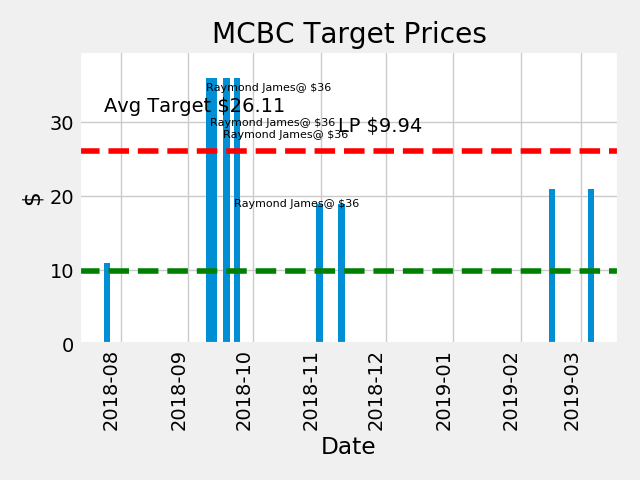 MCBC Target Prices
Raymond James@ $36
Avg Target $26.11
Raymond James@ $36
LP $9.94
Raymond James@ $36
Raymond James@ $36
$
30
20
10
0
2018-08
2018-09
2018-10
2018-11
2018-12
2019-01
2019-02
2019-03
Date